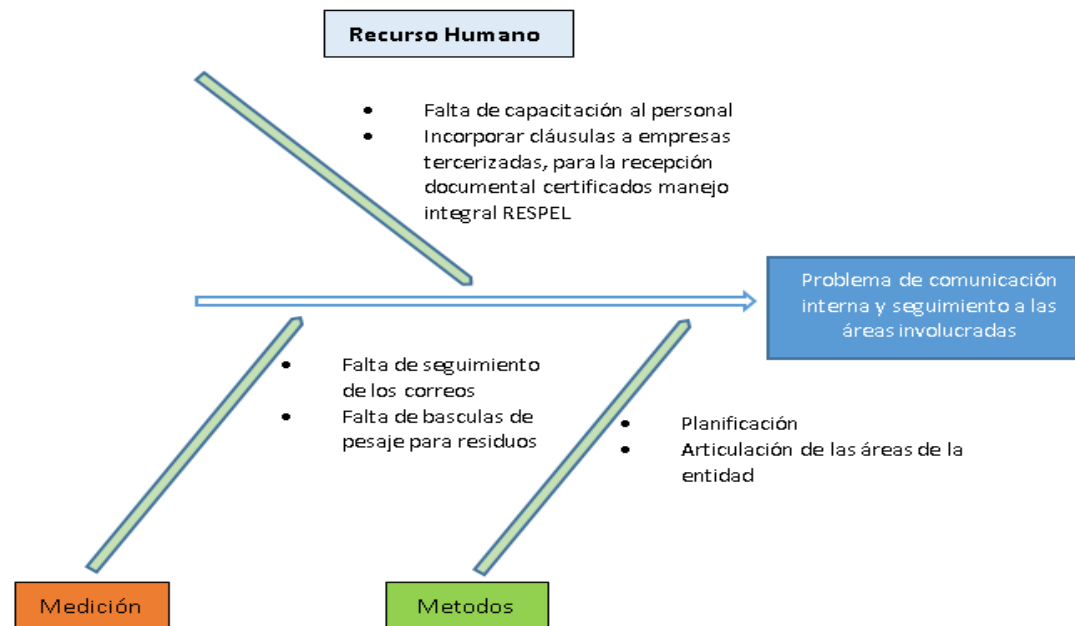 Recurso Humano
• Falta de capacitación al personal
• Incorporar cláusulas a empresas
tercerizadas, para la recepción
documental certificados manejo
integral RESPEL
Problema de comunicación
interna y seguimiento a las
áreas involucradas
• Falta de seguimiento
de los correos
• Falta de basculas de
pesaje para residuos
• Planificación
• Articulación de las áreas de la
entidad
Medición
Metodos